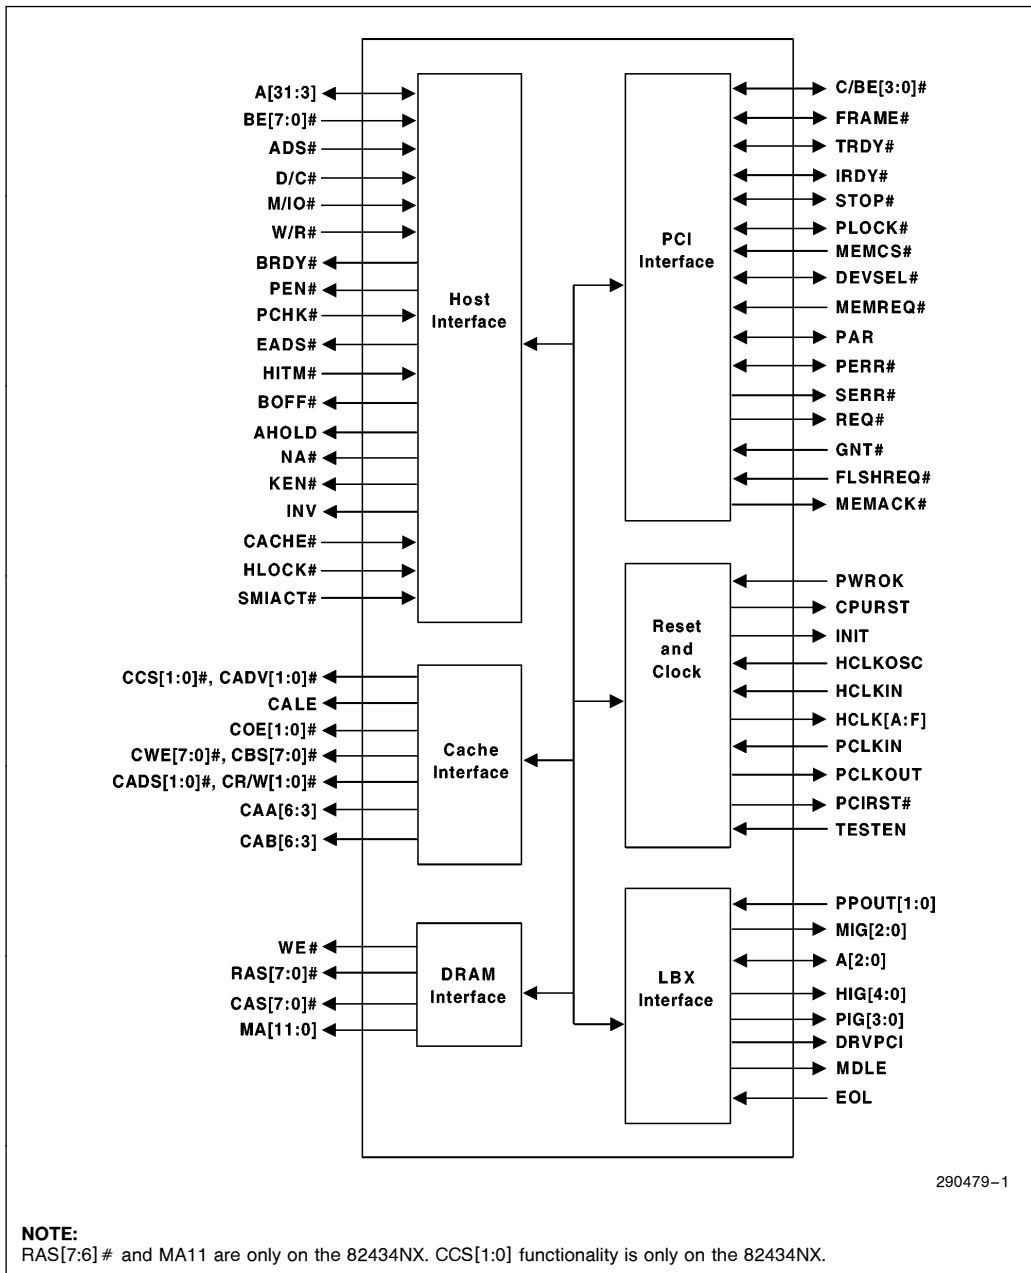 A[31:3]
BE[7:0]#
ADS#
D/C#
M/IO#
W/R#
BRDY#
PEN#
PCHK#
EADS#
HITM#
BOFF#
AHOLD
NA#
KEN#
INV
CACHE#
HLOCK#
SMIACT#
Host
Interface
CCS[1:0]#, CADV[1:0]#
CALE
COE[1:0]#
CWE[7:0]#, CBS[7:0]#
CADS[1:0]#, CR/W[1:0]#
CAA[6:3]
CAB[6:3]
Cache
Interface
WE#
RAS[7:0]#
CAS[7:0]#
MA[11:0]
DRAM
Interface
PCI
Interface
C/BE[3:0]#
FRAME#
TRDY#
IRDY#
STOP#
PLOCK#
MEMCS#
DEVSEL#
MEMREQ#
PAR
PERR#
SERR#
REQ#
GNT#
FLSHREQ#
MEMACK#
Reset
and
Clock
PWROK
CPURST
INIT
HCLKOSC
HCLKIN
HCLK[A:F]
PCLKIN
PCLKOUT
PCIRST#
TESTEN
LBX
Interface
PPOUT[1:0]
MIG[2:0]
A[2:0]
HIG[4:0]
PIG[3:0]
DRVPCI
MDLE
EOL
290479–1
NOTE:
RAS[7:6]# and MA11 are only on the 82434NX. CCS[1:0] functionality is only on the 82434NX.